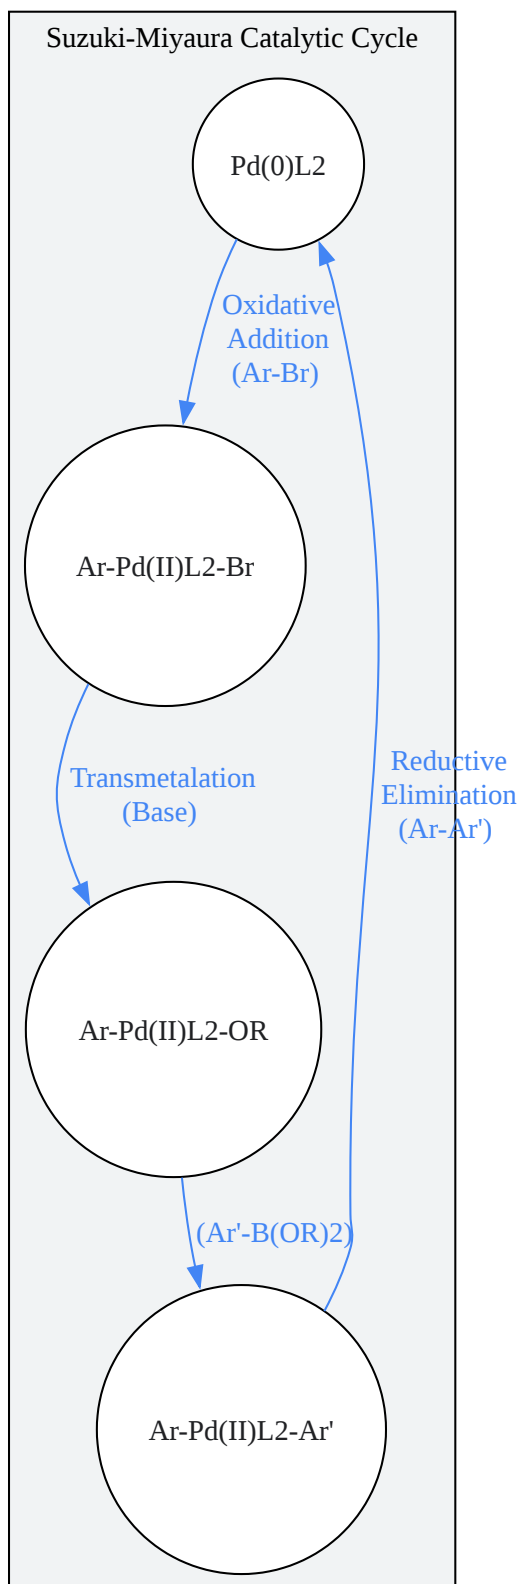 Suzuki-Miyaura Catalytic Cycle
Pd(0)L2
Oxidative
Addition
(Ar-Br)
Ar-Pd(II)L2-Br
Reductive
Elimination
(Ar-Ar')
Transmetalation
(Base)
Ar-Pd(II)L2-OR
(Ar'-B(OR)2)
Ar-Pd(II)L2-Ar'